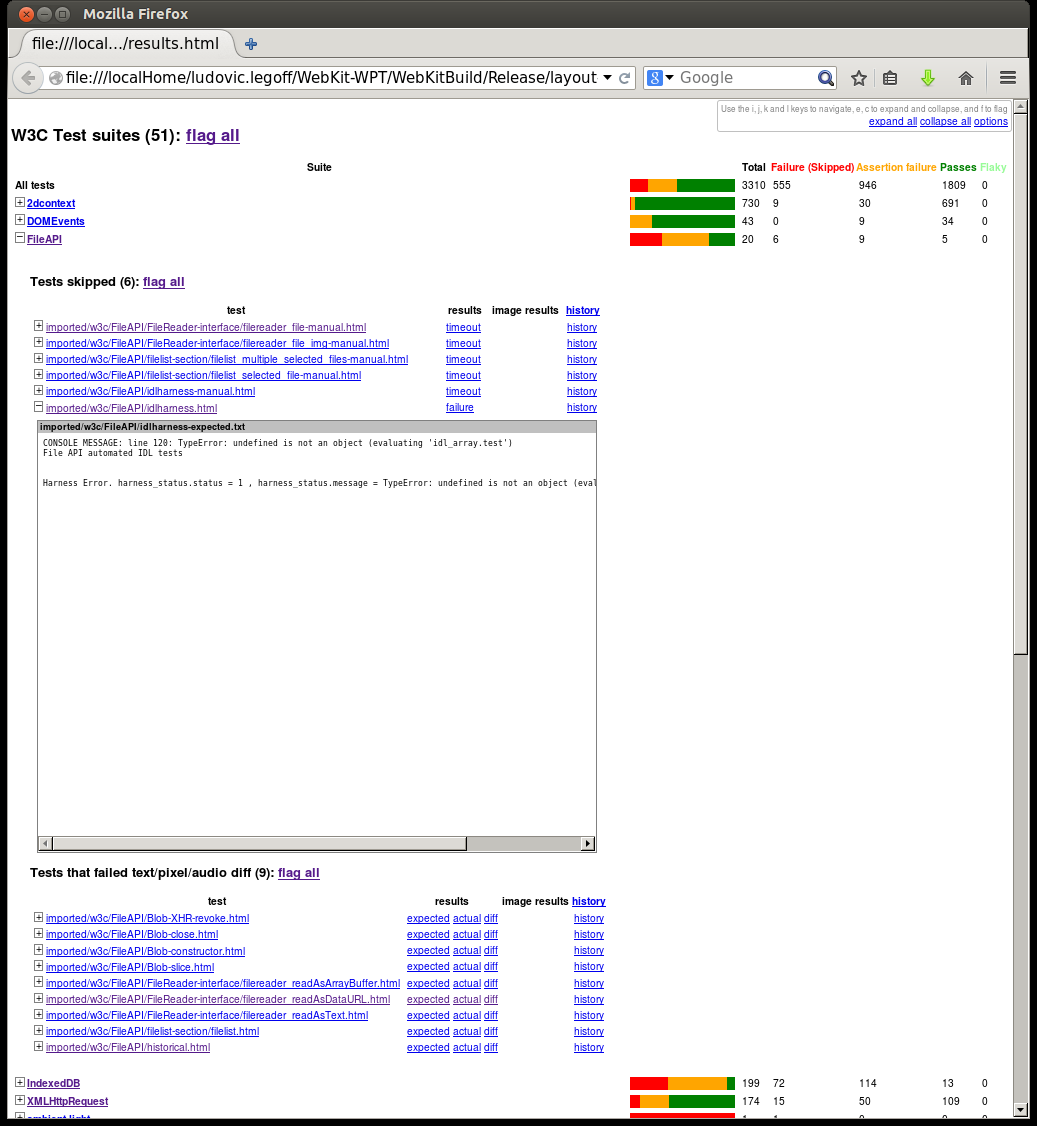 Mozilla Firefox
file:///local.../results.html
file:///localHome/ludovic.legoff/WebKit-WPT/WebKitBuild/Release/layout
Google
Use the i, j, k and l keys to navigate, e, c to expand and collapse, and f to flag
expand all collapse all options
W3C Test suites (51): flag all
Suite Total Failure (Skipped) Assertion failure Passes Flaky
All tests 3310 555 946 1809 0
2dcontext 730 9 30 691 0
DOMEvents 43 0 9 34 0
FileAPI 20 6 9 5 0
Tests skipped (6): flag all
test results image results history
imported/w3c/FileAPI/FileReader-interface/filereader_file-manual.html timeout history
imported/w3c/FileAPI/FileReader-interface/filereader_file_img-manual.html timeout history
imported/w3c/FileAPI/filelist-section/filelist_multiple_selected_files-manual.html timeout history
imported/w3c/FileAPI/filelist-section/filelist_selected_file-manual.html timeout history
imported/w3c/FileAPI/idlharness-manual.html timeout history
imported/w3c/FileAPI/idlharness.html failure history
imported/w3c/FileAPI/idlharness-expected.txt
CONSOLE MESSAGE: line 120: TypeError: undefined is not an object (evaluating 'idl_array.test')
File API automated IDL tests
Harness Error. harness_status.status = 1 , harness_status.message = TypeError: undefined is not an object (eval
Tests that failed text/pixel/audio diff (9): flag all
test results image results history
imported/w3c/FileAPI/Blob-XHR-revoke.html expected actual diff history
imported/w3c/FileAPI/Blob-close.html expected actual diff history
imported/w3c/FileAPI/Blob-constructor.html expected actual diff history
imported/w3c/FileAPI/Blob-slice.html expected actual diff history
imported/w3c/FileAPI/FileReader-interface/filereader_readAsArrayBuffer.html expected actual diff history
imported/w3c/FileAPI/FileReader-interface/filereader_readAsDataURL.html expected actual diff history
imported/w3c/FileAPI/FileReader-interface/filereader_readAsText.html expected actual diff history
imported/w3c/FileAPI/filelist-section/filelist.html expected actual diff history
imported/w3c/FileAPI/historical.html expected actual diff history
IndexedDB 199 72 114 13 0
XMLHttpRequest 174 15 50 109 0